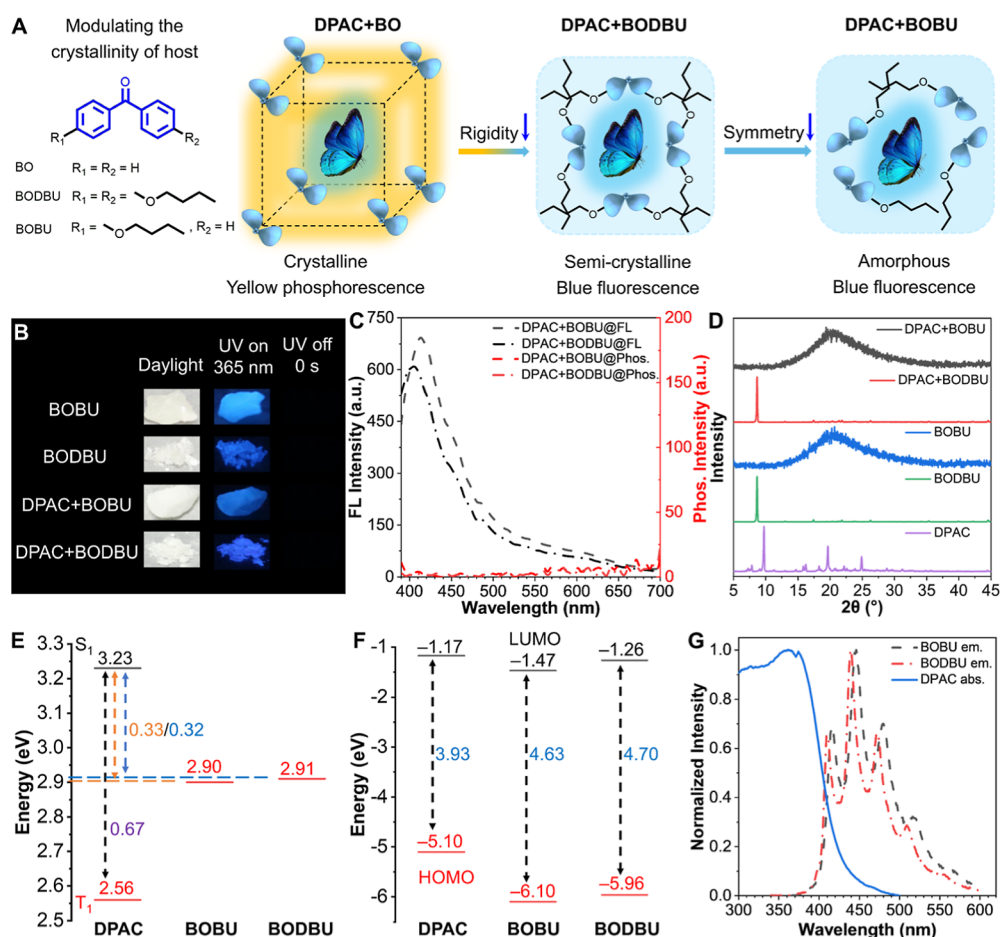 A
Modulating the
crystallinity of host
O
R1
R2
BO R1 = R2 = H
BODBU R1 = R2 = O
BOBU R1 = O , R2 = H
DPAC+BO
Crystalline
Yellow phosphorescence
Rigidity
DPAC+BODBU
O O
O O
O O
O O
Semi-crystalline
Blue fluorescence
Symmetry
DPAC+BOBU
O
O
O
O
Amorphous
Blue fluorescence
B
Daylight UV on 365 nm UV off 0 s
BOBU
BODBU
DPAC+BOBU
DPAC+BODBU
C
FL Intensity (a.u.)
750
600
450
300
150
0
DPAC+BOBU@FL
DPAC+BODBU@FL
DPAC+BOBU@Phos.
DPAC+BODBU@Phos.
200
150
100
50
0
Phos. Intensity (a.u.)
400 450 500 550 600 650 700
Wavelength (nm)
D
Intensity
DPAC+BOBU
DPAC+BODBU
BOBU
BODBU
DPAC
5 10 15 20 25 30 35 40 45
2θ (°)
E
Energy (eV)
3.3
3.2
3.1
3.0
2.9
2.8
2.7
2.6
2.5
S1
3.23
0.33/0.32
2.90
2.91
0.67
2.56
T1
DPAC BOBU BODBU
F
Energy (eV)
-1
-2
-3
-4
-5
-6
LUMO
−1.17
−1.47
−1.26
3.93
4.63
4.70
−5.10
HOMO
−6.10
−5.96
DPAC BOBU BODBU
G
Normalized Intensity
1.0
0.8
0.6
0.4
0.2
0.0
BOBU em.
BODBU em.
DPAC abs.
300 350 400 450 500 550 600
Wavelength (nm)